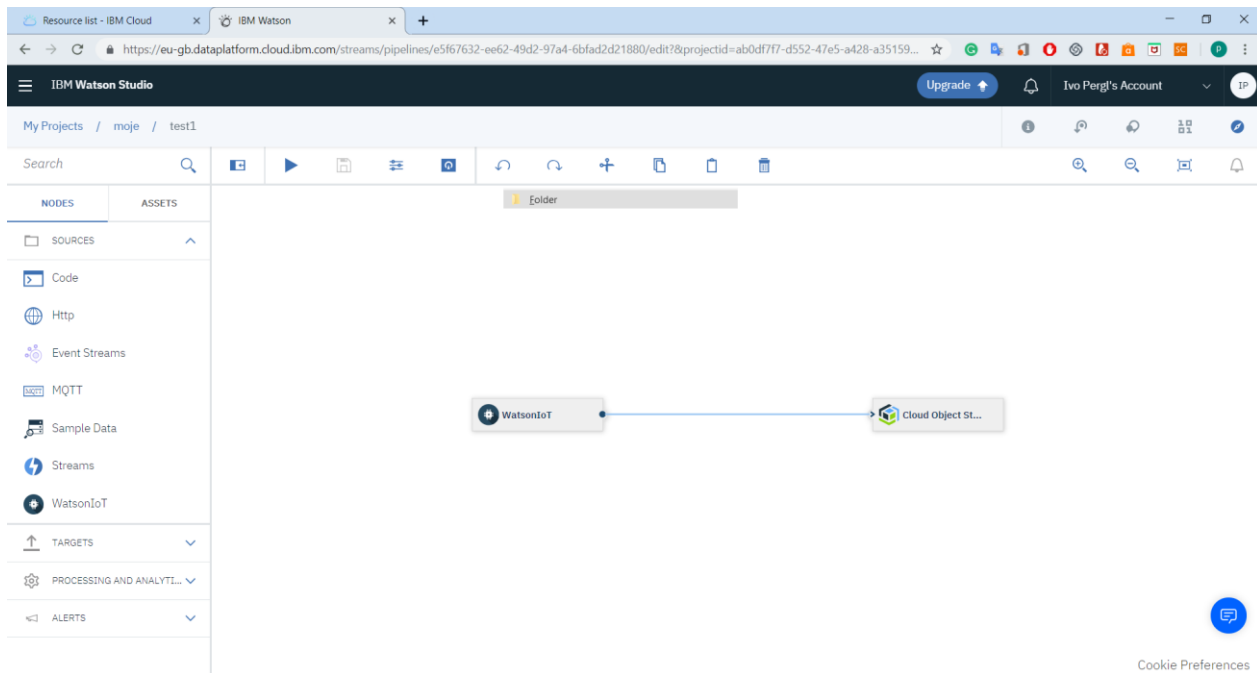 Resource list - IBM Cloud
IBM Watson
https://eu-gb.dataplatform.cloud.ibm.com/streams/pipelines/e5f67632-ee62-49d2-97a4-6bfad2d21880/edit?&projectid=ab0df7f7-d552-47e5-a428-a35159...
SC
P
IBM Watson Studio
Upgrade
Ivo Pergl's Account
IP
My Projects / moje / test1
Search
NODES ASSETS
Folder
SOURCES
Code
Http
Event Streams
MQTT MQTT
Sample Data
Streams
WatsonIoT
TARGETS
PROCESSING AND ANALYTI...
ALERTS
WatsonIoT
Cloud Object St...
Cookie Preferences